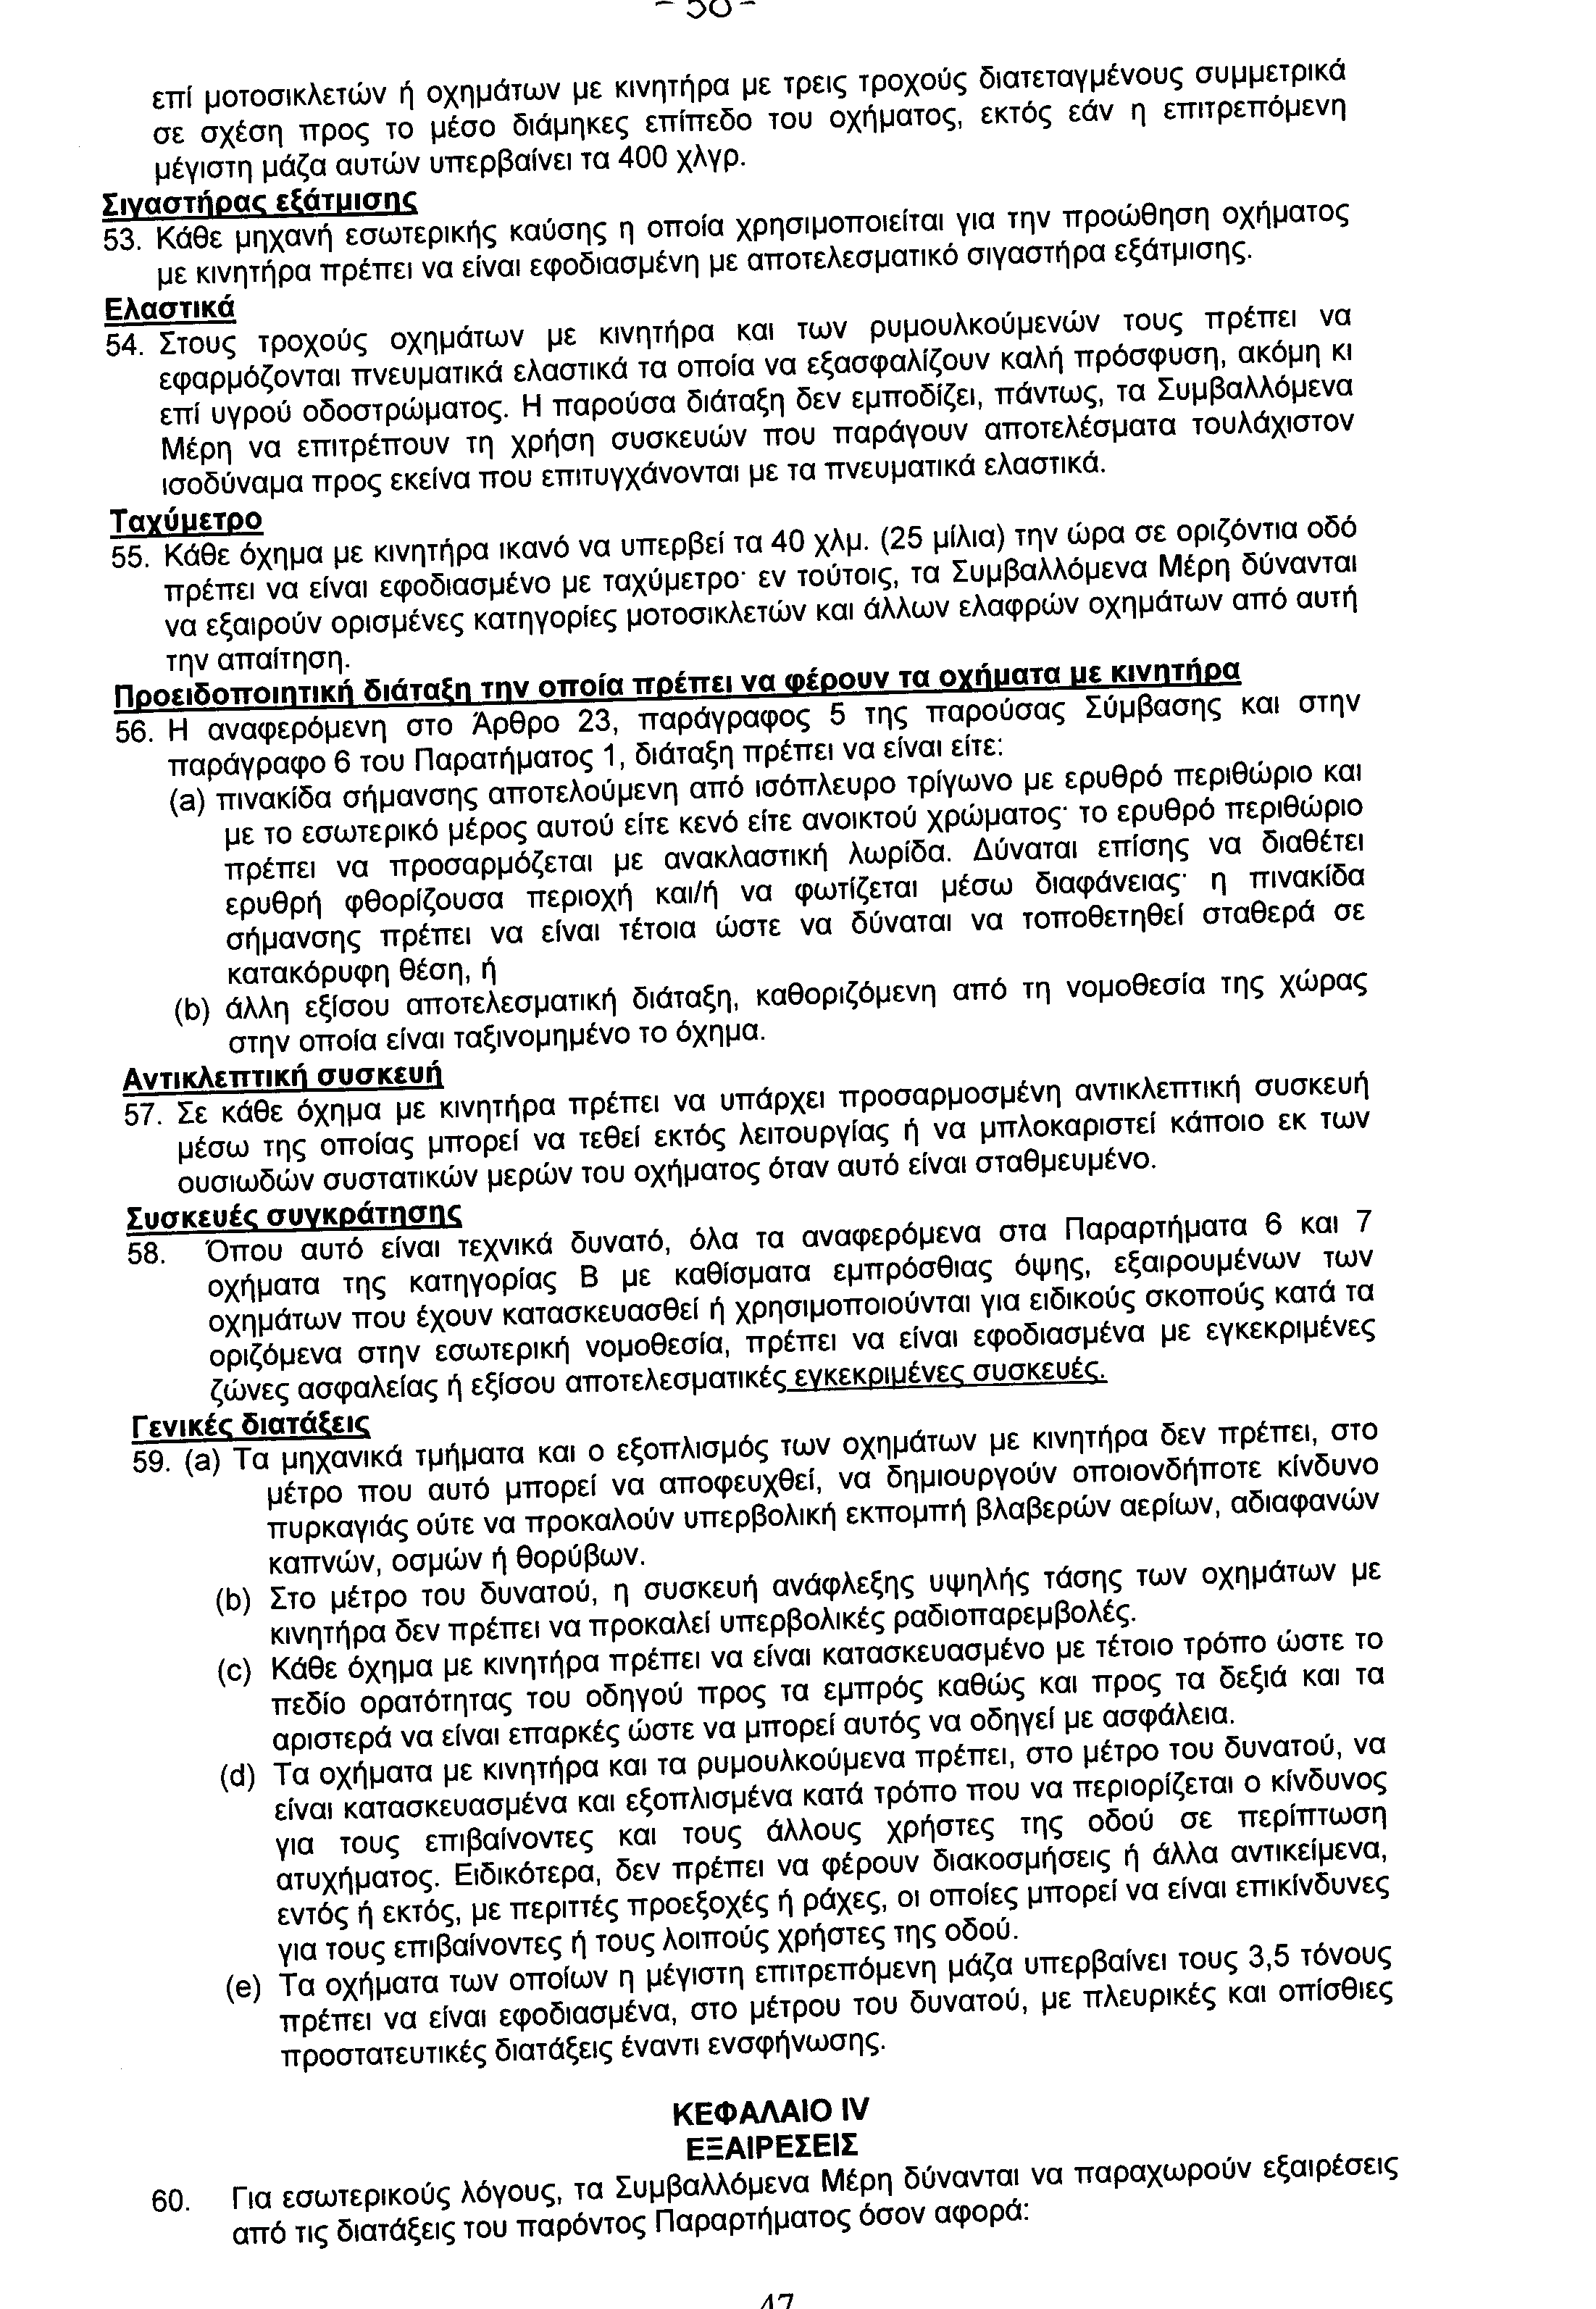 - 50 -
επί μοτοσικλετών ή οχημάτων με κινητήρα με τρεις τροχούς διατεταγμένους συμμετρικά
σε σχέση προς το μέσο διάμηκες επίπεδο του οχήματος, εκτός εάν η επιτρεπόμενη
μέγιστη μάζα αυτών υπερβαίνει τα 400 χλγρ.
Σιγαστήρας εξάτμισης
53. Κάθε μηχανή εσωτερικής καύσης η οποία χρησιμοποιείται για την προώθηση οχήματος
με κινητήρα πρέπει να είναι εφοδιασμένη με αποτελεσματικό σιγαστήρα εξάτμισης.
Ελαστικά
54. Στους τροχούς οχημάτων με κινητήρα και των ρυμουλκούμενών τους πρέπει να
εφαρμόζονται πνευματικά ελαστικά τα οποία να εξασφαλίζουν καλή πρόσφυση, ακόμη κι
επί υγρού οδοστρώματος. Η παρούσα διάταξη δεν εμποδίζει, πάντως, τα Συμβαλλόμενα
Μέρη να επιτρέπουν τη χρήση συσκευών που παράγουν αποτελέσματα τουλάχιστον
ισοδύναμα προς εκείνα που επιτυγχάνονται με τα πνευματικά ελαστικά.
Ταχύμετρο
55. Κάθε όχημα με κινητήρα ικανό να υπερβεί τα 40 χλμ. (25 μίλια) την ώρα σε οριζόντια οδό
πρέπει να είναι εφοδιασμένο με ταχύμετρο· εν τούτοις, τα Συμβαλλόμενα Μέρη δύνανται
να εξαιρούν ορισμένες κατηγορίες μοτοσικλετών και άλλων ελαφρών οχημάτων από αυτή
την απαίτηση.
Προειδοποιητική διάταξη την οποία πρέπει να φέρουν τα οχήματα με κινητήρα
56. Η αναφερόμενη στο Άρθρο 23, παράγραφος 5 της παρούσας Σύμβασης και στην
παράγραφο 6 του Παρατήματος 1, διάταξη πρέπει να είναι είτε:
(a) πινακίδα σήμανσης αποτελούμενη από ισόπλευρο τρίγωνο με ερυθρό περιθώριο και
με το εσωτερικό μέρος αυτού είτε κενό είτε ανοικτού χρώματος· το ερυθρό περιθώριο
πρέπει να προσαρμόζεται με ανακλαστική λωρίδα. Δύναται επίσης να διαθέτει
ερυθρή φθορίζουσα περιοχή και/ή να φωτίζεται μέσω διαφάνειας· η πινακίδα
σήμανσης πρέπει να είναι τέτοια ώστε να δύναται να τοποθετηθεί σταθερά σε
κατακόρυφη θέση, ή
(b) άλλη εξίσου αποτελεσματική διάταξη, καθοριζόμενη από τη νομοθεσία της χώρας
στην οποία είναι ταξινομημένο το όχημα.
Αντικλεπτική συσκευή
57. Σε κάθε όχημα με κινητήρα πρέπει να υπάρχει προσαρμοσμένη αντικλεπτική συσκευή
μέσω της οποίας μπορεί να τεθεί εκτός λειτουργίας ή να μπλοκαριστεί κάποιο εκ των
ουσιωδών συστατικών μερών του οχήματος όταν αυτό είναι σταθμευμένο.
Συσκευές συγκράτησης
58. Όπου αυτό είναι τεχνικά δυνατό, όλα τα αναφερόμενα στα Παραρτήματα 6 και 7
οχήματα της κατηγορίας Β με καθίσματα εμπρόσθιας όψης, εξαιρουμένων των
οχημάτων που έχουν κατασκευασθεί ή χρησιμοποιούνται για ειδικούς σκοπούς κατά τα
οριζόμενα στην εσωτερική νομοθεσία, πρέπει να είναι εφοδιασμένα με εγκεκριμένες
ζώνες ασφαλείας ή εξίσου αποτελεσματικές εγκεκριμένες συσκευές.
Γενικές διατάξεις
59. (a) Τα μηχανικά τμήματα και ο εξοπλισμός των οχημάτων με κινητήρα δεν πρέπει, στο
μέτρο που αυτό μπορεί να αποφευχθεί, να δημιουργούν οποιονδήποτε κίνδυνο
πυρκαγιάς ούτε να προκαλούν υπερβολική εκπομπή βλαβερών αερίων, αδιαφανών
καπνών, οσμών ή θορύβων.
(b) Στο μέτρο του δυνατού, η συσκευή ανάφλεξης υψηλής τάσης των οχημάτων με
κινητήρα δεν πρέπει να προκαλεί υπερβολικές ραδιοπαρεμβολές.
(c) Κάθε όχημα με κινητήρα πρέπει να είναι κατασκευασμένο με τέτοιο τρόπο ώστε το
πεδίο ορατότητας του οδηγού προς τα εμπρός καθώς και προς τα δεξιά και τα
αριστερά να είναι επαρκές ώστε να μπορεί αυτός να οδηγεί με ασφάλεια.
(d) Τα οχήματα με κινητήρα και τα ρυμουλκούμενα πρέπει, στο μέτρο του δυνατού, να
είναι κατασκευασμένα και εξοπλισμένα κατά τρόπο που να περιορίζεται ο κίνδυνος
για τους επιβαίνοντες και τους άλλους χρήστες της οδού σε περίπτωση
ατυχήματος. Ειδικότερα, δεν πρέπει να φέρουν διακοσμήσεις ή άλλα αντικείμενα,
εντός ή εκτός, με περιττές προεξοχές ή ράχες, οι οποίες μπορεί να είναι επικίνδυνες
για τους επιβαίνοντες ή τους λοιπούς χρήστες της οδού.
(e) Τα οχήματα των οποίων η μέγιστη επιτρεπόμενη μάζα υπερβαίνει τους 3,5 τόνους
πρέπει να είναι εφοδιασμένα, στο μέτρου του δυνατού, με πλευρικές και οπίσθιες
προστατευτικές διατάξεις έναντι ενσφήνωσης.
ΚΕΦΑΛΑΙΟ IV
ΕΞΑΙΡΕΣΕΙΣ
60. Για εσωτερικούς λόγους, τα Συμβαλλόμενα Μέρη δύνανται να παραχωρούν εξαιρέσεις
από τις διατάξεις του παρόντος Παραρτήματος όσον αφορά:
47